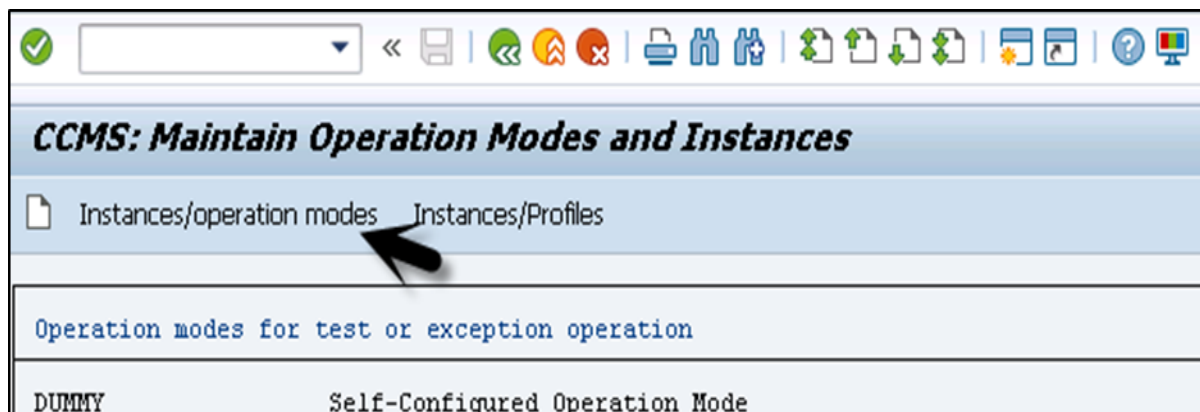 CCMS: Maintain Operation Modes and Instances
Instances/operation modes Instances/Profiles
Operation modes for test or exception operation
DUMMY Self-Configured Operation Mode